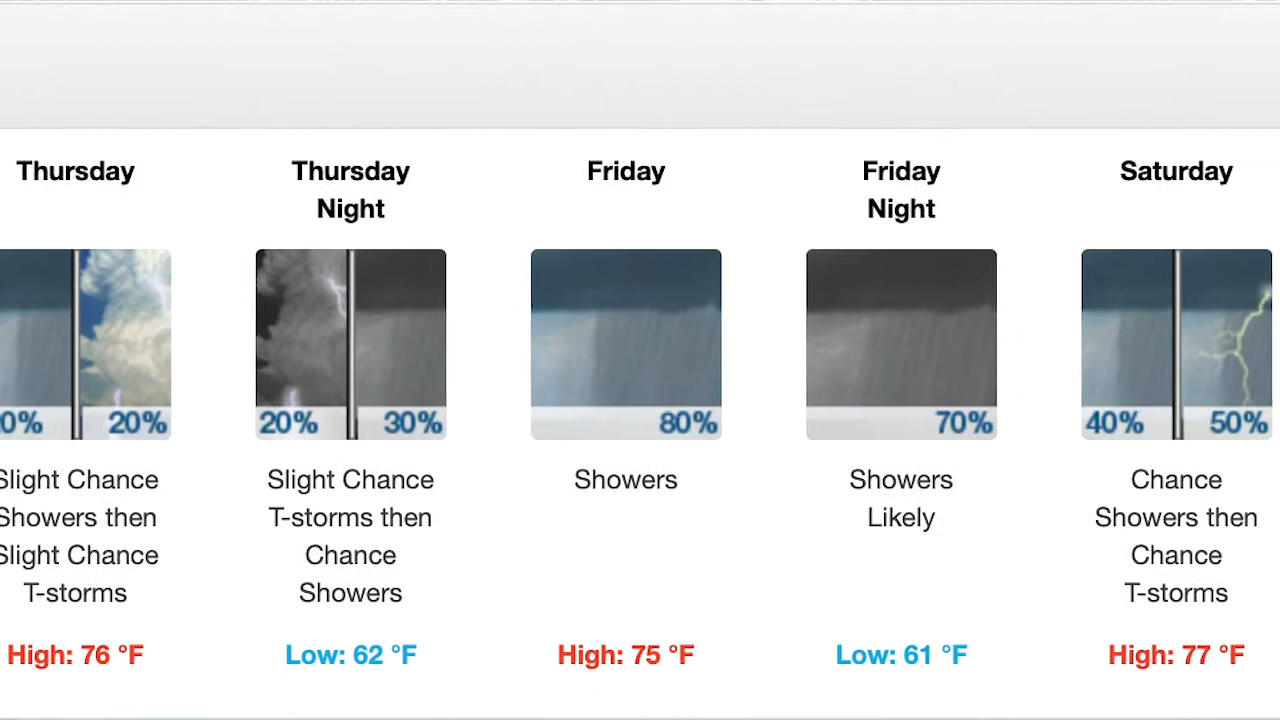 Thursday
Thursday
Night
Friday
Friday
Night
Saturday
0% 20%
20% 30%
80%
70%
40% 50%
Slight Chance
Showers then
Slight Chance
T-storms
Slight Chance
T-storms then
Chance
Showers
Showers
Showers
Likely
Chance
Showers then
Chance
T-storms
High: 76 °F
Low: 62 °F
High: 75 °F
Low: 61 °F
High: 77 °F